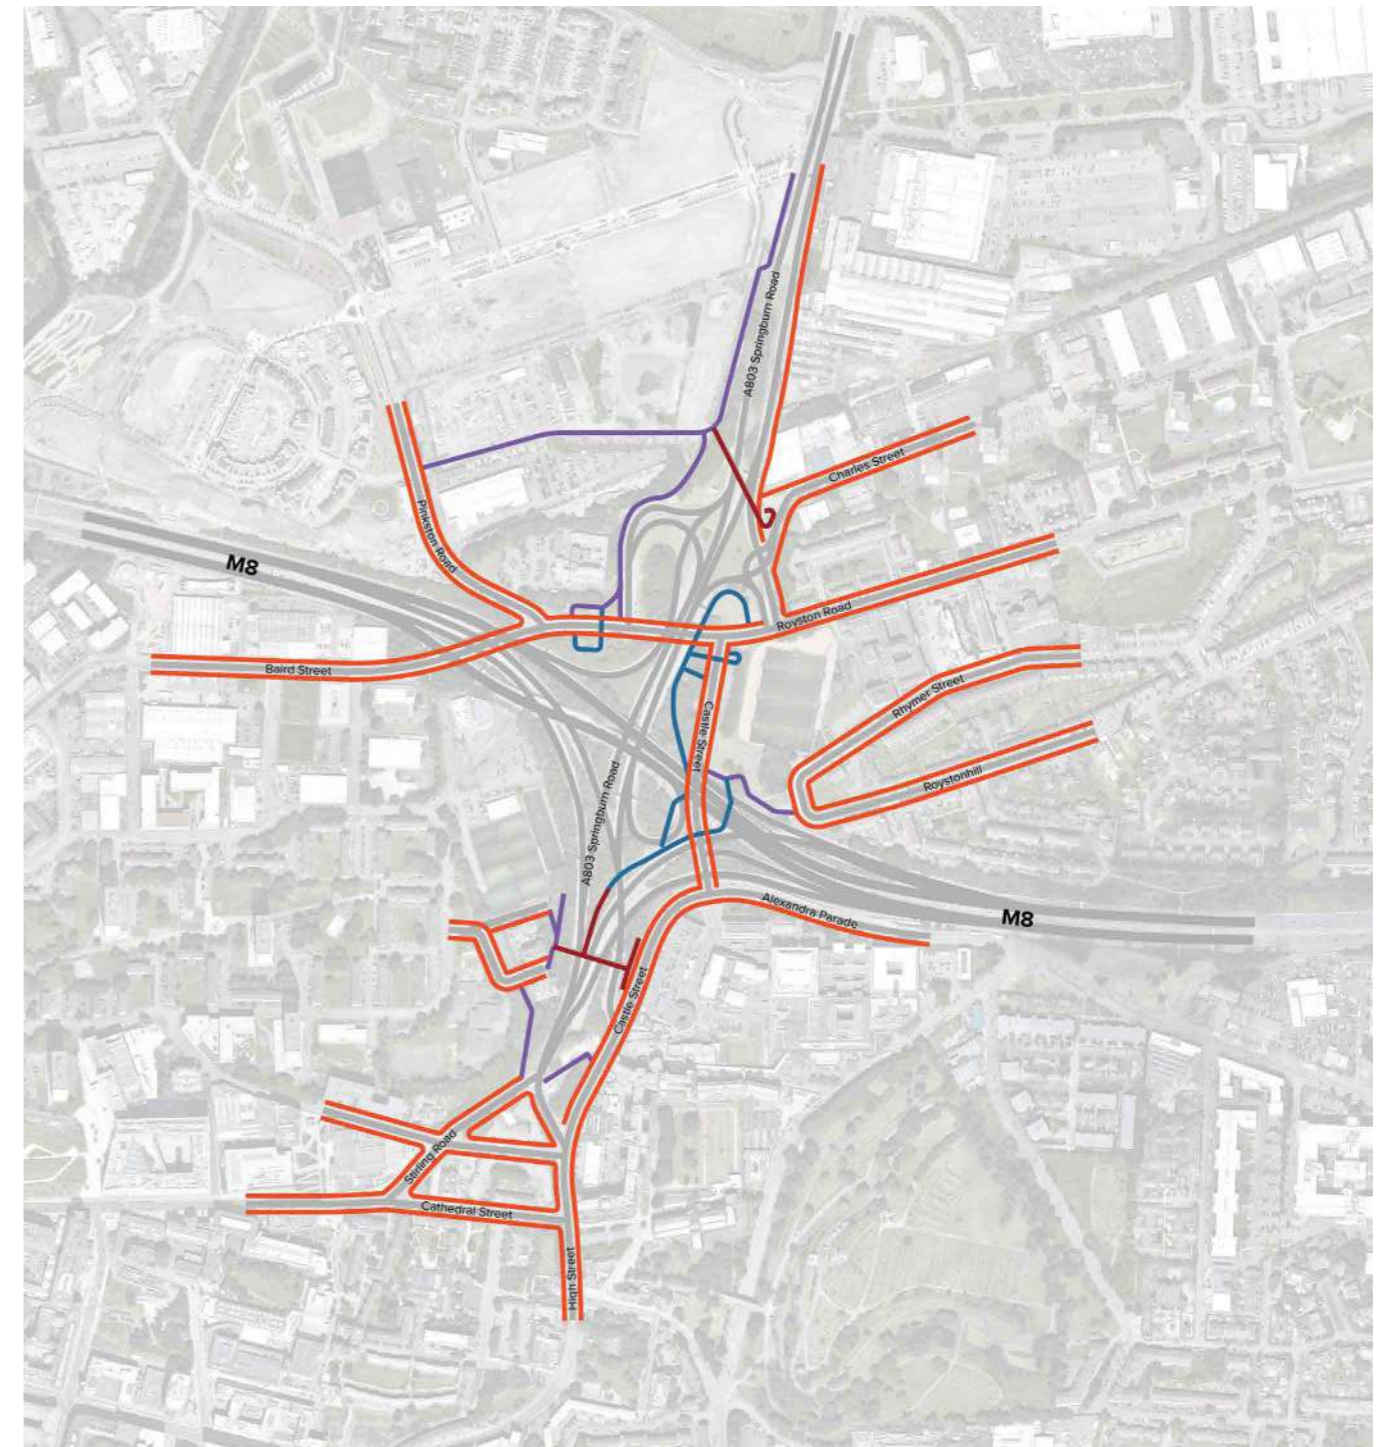 A803 Springburn Road
Charles Street
Pinkston Road
M8
Royston Road
Baird Street
Rhymer Street
Castle Street
Roystonhill
A803 Springburn Road
Alexandra Parade
M8
Castle Street
Stirling Road
Cathedral Street
High Street